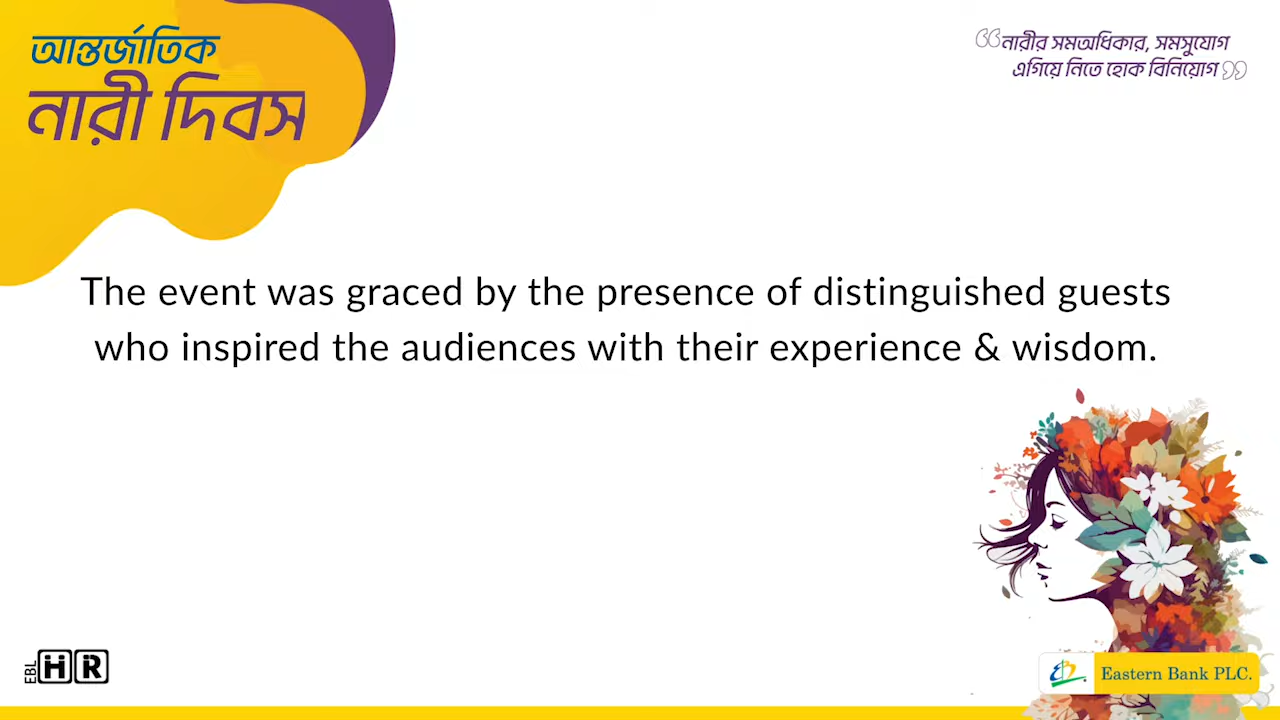 আন্তর্জাতিক
নারী দিবস
“নারীর সমঅধিকার, সমসুযোগ
এগিয়ে নিতে হোক বিনিয়োগ”
The event was graced by the presence of distinguished guests
who inspired the audiences with their experience & wisdom.
EBL HR
Eastern Bank PLC.